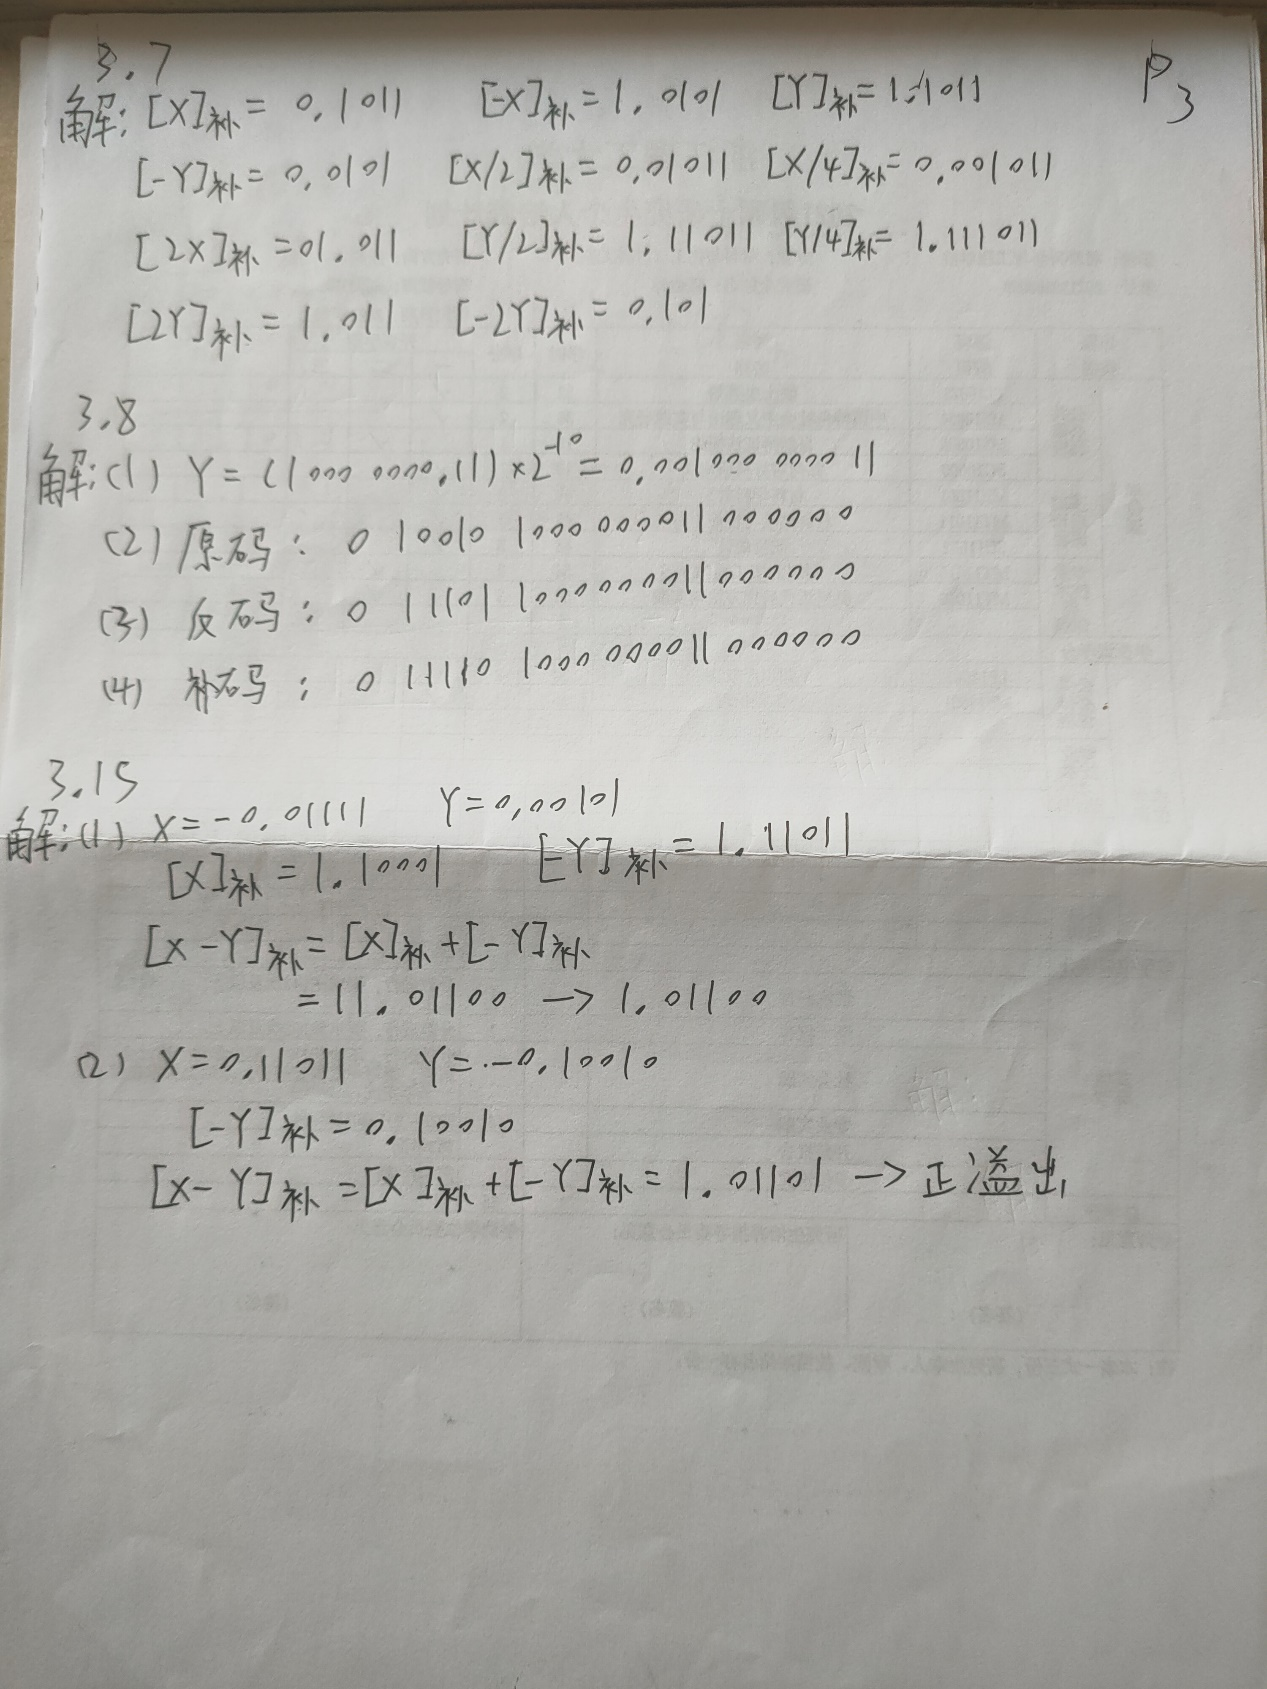 3.7
P3
解: [X]补 = 0.1011 [-X]补 = 1.0101 [Y]补 = 1.1011
[-Y]补 = 0.0101 [X/2]补 = 0.01011 [X/4]补 = 0.001011
[2X]补 = 01.011 [Y/2]补 = 1.11011 [Y/4]补 = 1.111011
[2Y]补 = 1.011 [-2Y]补 = 0.101
3.8
解: (1) Y = (1000 0000.11) ×2^-10 = 0.001000 0000 11
(2) 原码: 0 10010 1000 000011 000000
(3) 反码: 0 11101 1000000011 000000
(4) 补码: 0 11110 1000 000011 000000
3.15
解: (1) X = -0.01111 Y = 0.00101
[X]补 = 1.10001 [-Y]补 = 1.11011
[X-Y]补 = [X]补 + [-Y]补
= 11.01100 → 1.01100
(2) X = 0.11011 Y = -0.10010
[-Y]补 = 0.10010
[X-Y]补 = [X]补 + [-Y]补 = 1.01101 → 正溢出